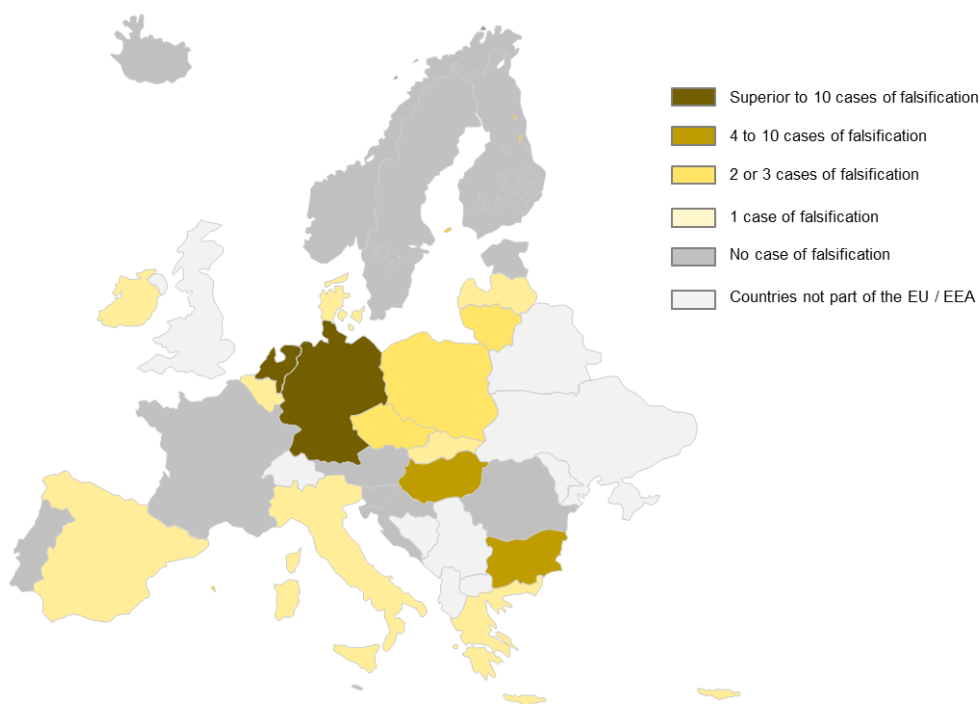 Superior to 10 cases of falsification
4 to 10 cases of falsification
2 or 3 cases of falsification
1 case of falsification
No case of falsification
Countries not part of the EU / EEA